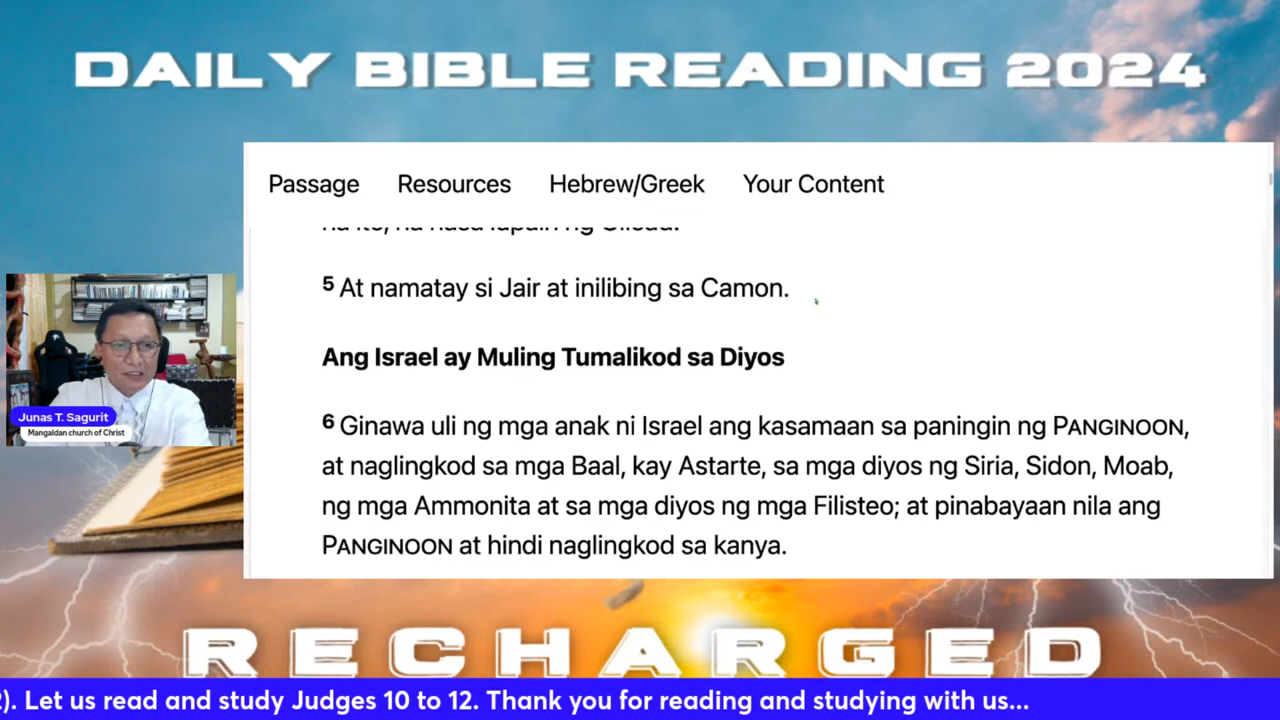 DAILY BIBLE READING 2024
Passage Resources Hebrew/Greek Your Content
5 At namatay si Jair at inilibing sa Camon.
Ang Israel ay Muling Tumalikod sa Diyos
6 Ginawa uli ng mga anak ni Israel ang kasamaan sa paningin ng PANGINOON,
at naglingkod sa mga Baal, kay Astarte, sa mga diyos ng Siria, Sidon, Moab,
ng mga Ammonita at sa mga diyos ng mga Filisteo; at pinabayaan nila ang
PANGINOON at hindi naglingkod sa kanya.
Junas T. Sagurit
Mangaldan church of Christ
RECHARGED
). Let us read and study Judges 10 to 12. Thank you for reading and studying with us...